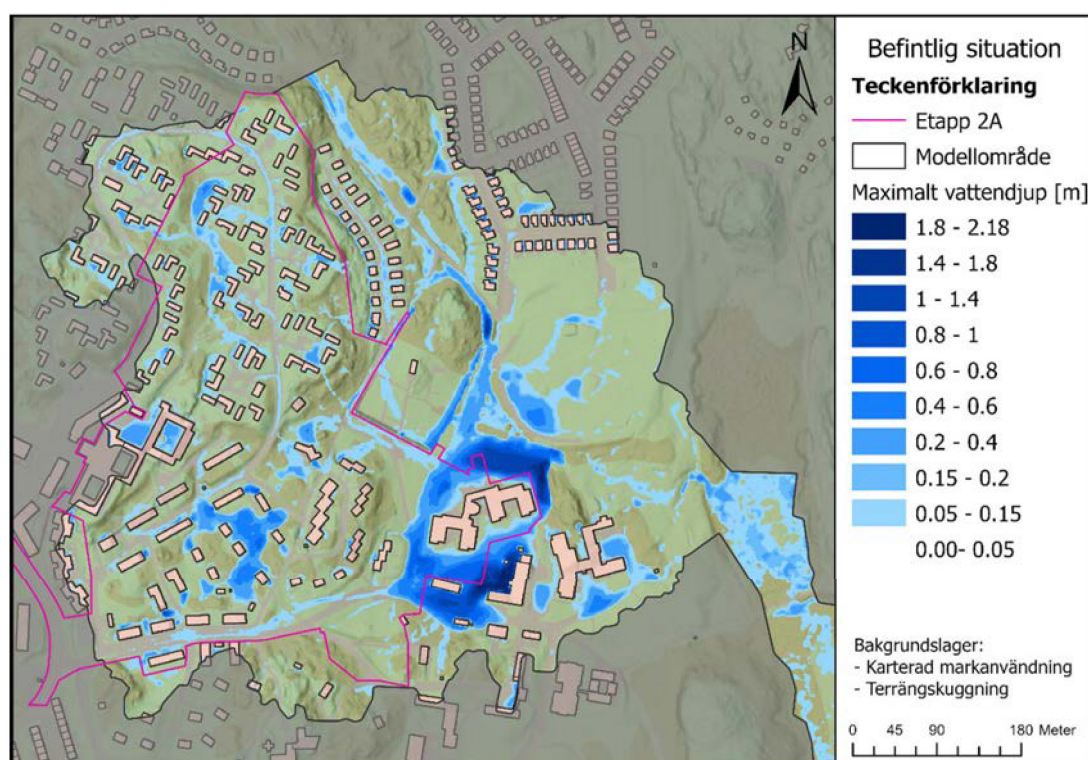 N
Befintlig situation
Teckenförklaring
Etapp 2A
Modellområde
Maximalt vattendjup [m]
1.8 - 2.18
1.4 - 1.8
1 - 1.4
0.8 - 1
0.6 - 0.8
0.4 - 0.6
0.2 - 0.4
0.15 - 0.2
0.05 - 0.15
0.00- 0.05
Bakgrundslager:
- Karterad markanvändning
- Terrängskuggning
0 45 90 180 Meter